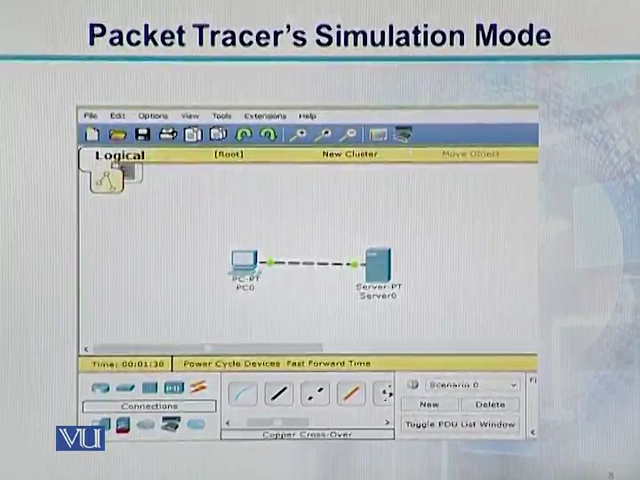 Packet Tracer's Simulation Mode
File Edit Options View Tools Extensions Help
Logical [Root] New Cluster Move Object
PC-PT
PC0
Server-PT
Server0
Time: 00:01:30 Power Cycle Devices Fast Forward Time
Scenario 0
New Delete
Connections
Toggle PDU List Window
Copper Cross-Over
VU
8